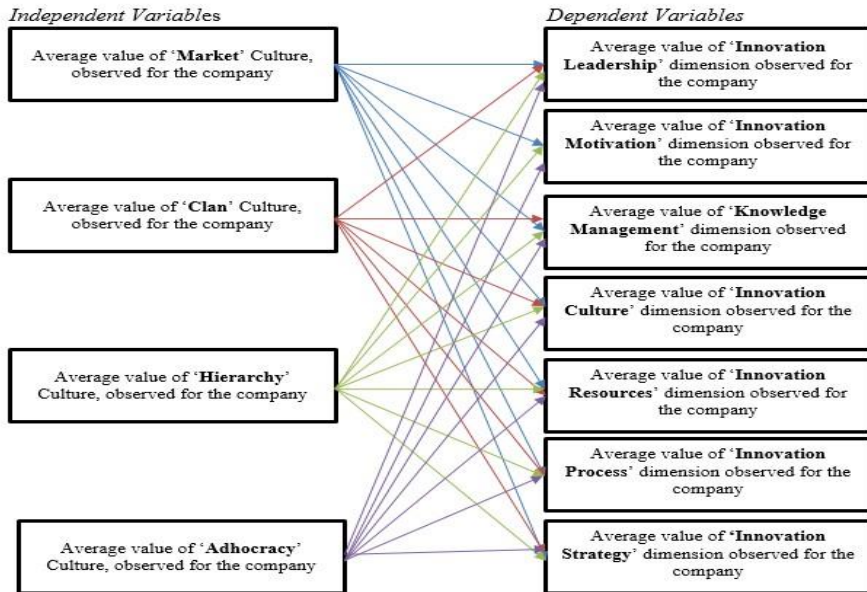 Independent Variables
Average value of ‘Market’ Culture,
observed for the company
Average value of ‘Clan’ Culture,
observed for the company
Average value of ‘Hierarchy’
Culture, observed for the company
Average value of ‘Adhocracy’
Culture, observed for the company
Dependent Variables
Average value of ‘Innovation
Leadership’ dimension observed for
the company
Average value of ‘Innovation
Motivation’ dimension observed for
the company
Average value of ‘Knowledge
Management’ dimension observed
for the company
Average value of ‘Innovation
Culture’ dimension observed for the
company
Average value of ‘Innovation
Resources’ dimension observed for
the company
Average value of ‘Innovation
Process’ dimension observed for the
company
Average value of ‘Innovation
Strategy’ dimension observed for the
company